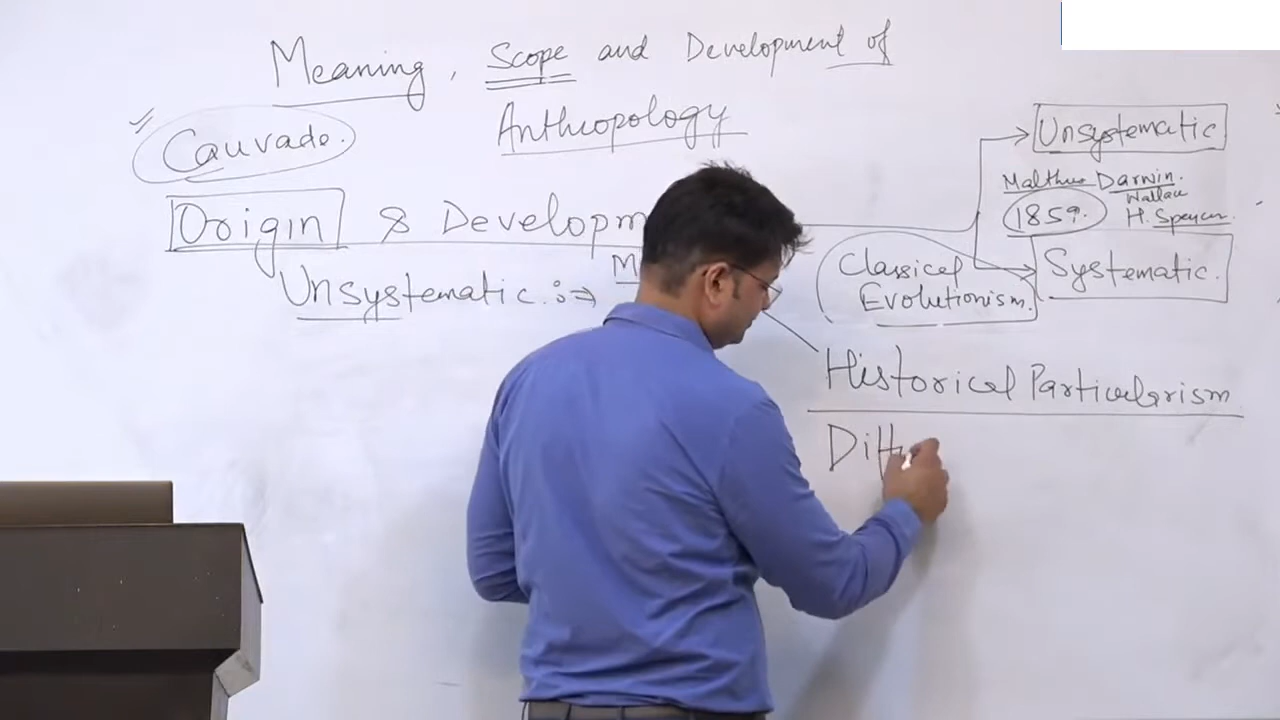 Meaning, Scope and Development of
Anthropology
Cauvade.
Origin & Developm
Unsystematic :⇒ M
Unsystematic
Malthus Darwin.
Wallace
1859. H. Spencer.
Systematic.
Classical
Evolutionism.
Historical Particularism
Diffu